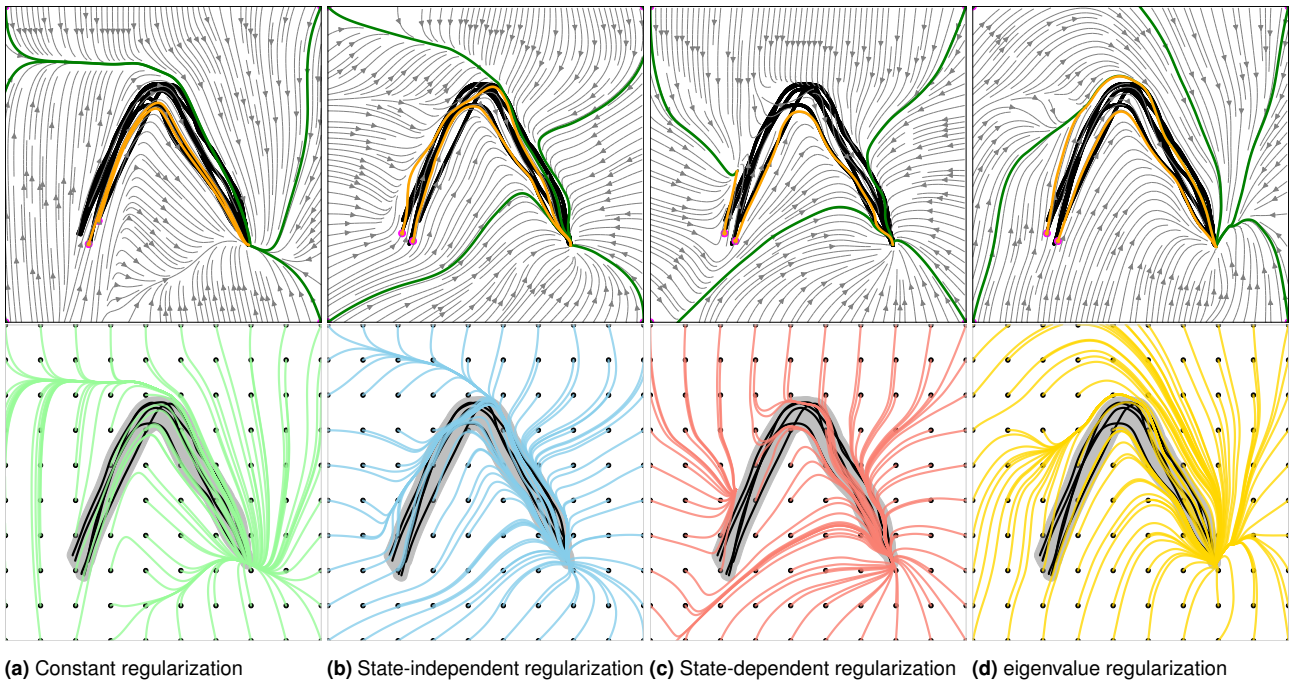 (a) Constant regularization
(b) State-independent regularization
(c) State-dependent regularization
(d) eigenvalue regularization